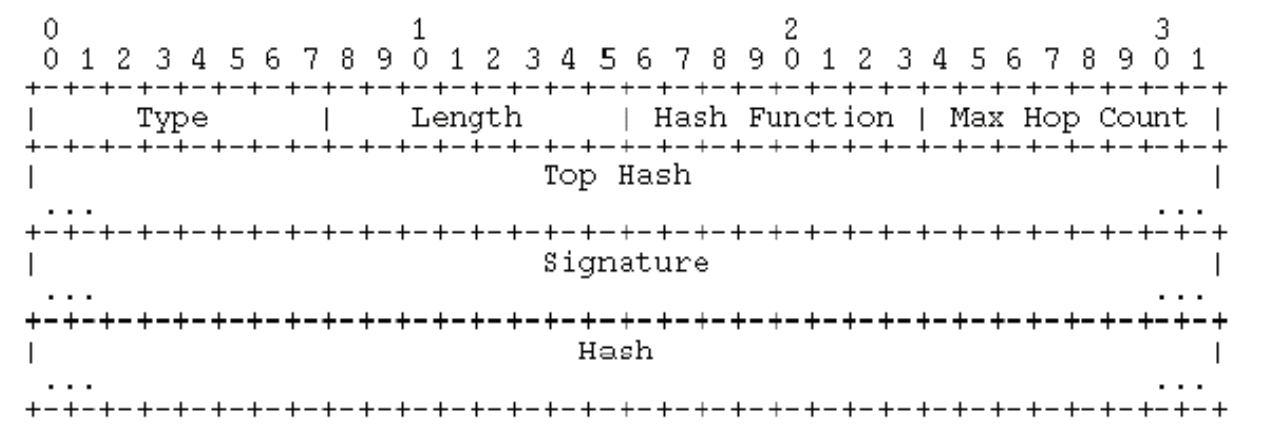 0                   1                   2                   3
0 1 2 3 4 5 6 7 8 9 0 1 2 3 4 5 6 7 8 9 0 1 2 3 4 5 6 7 8 9 0 1
+-+-+-+-+-+-+-+-+-+-+-+-+-+-+-+-+-+-+-+-+-+-+-+-+-+-+-+-+-+-+-+-+
|     Type      |    Length     | Hash Function | Max Hop Count |
+-+-+-+-+-+-+-+-+-+-+-+-+-+-+-+-+-+-+-+-+-+-+-+-+-+-+-+-+-+-+-+-+
|                           Top Hash                            |
...                                                          ...
+-+-+-+-+-+-+-+-+-+-+-+-+-+-+-+-+-+-+-+-+-+-+-+-+-+-+-+-+-+-+-+-+
|                           Signature                           |
...                                                          ...
+-+-+-+-+-+-+-+-+-+-+-+-+-+-+-+-+-+-+-+-+-+-+-+-+-+-+-+-+-+-+-+-+
|                             Hash                              |
...                                                          ...
+-+-+-+-+-+-+-+-+-+-+-+-+-+-+-+-+-+-+-+-+-+-+-+-+-+-+-+-+-+-+-+-+